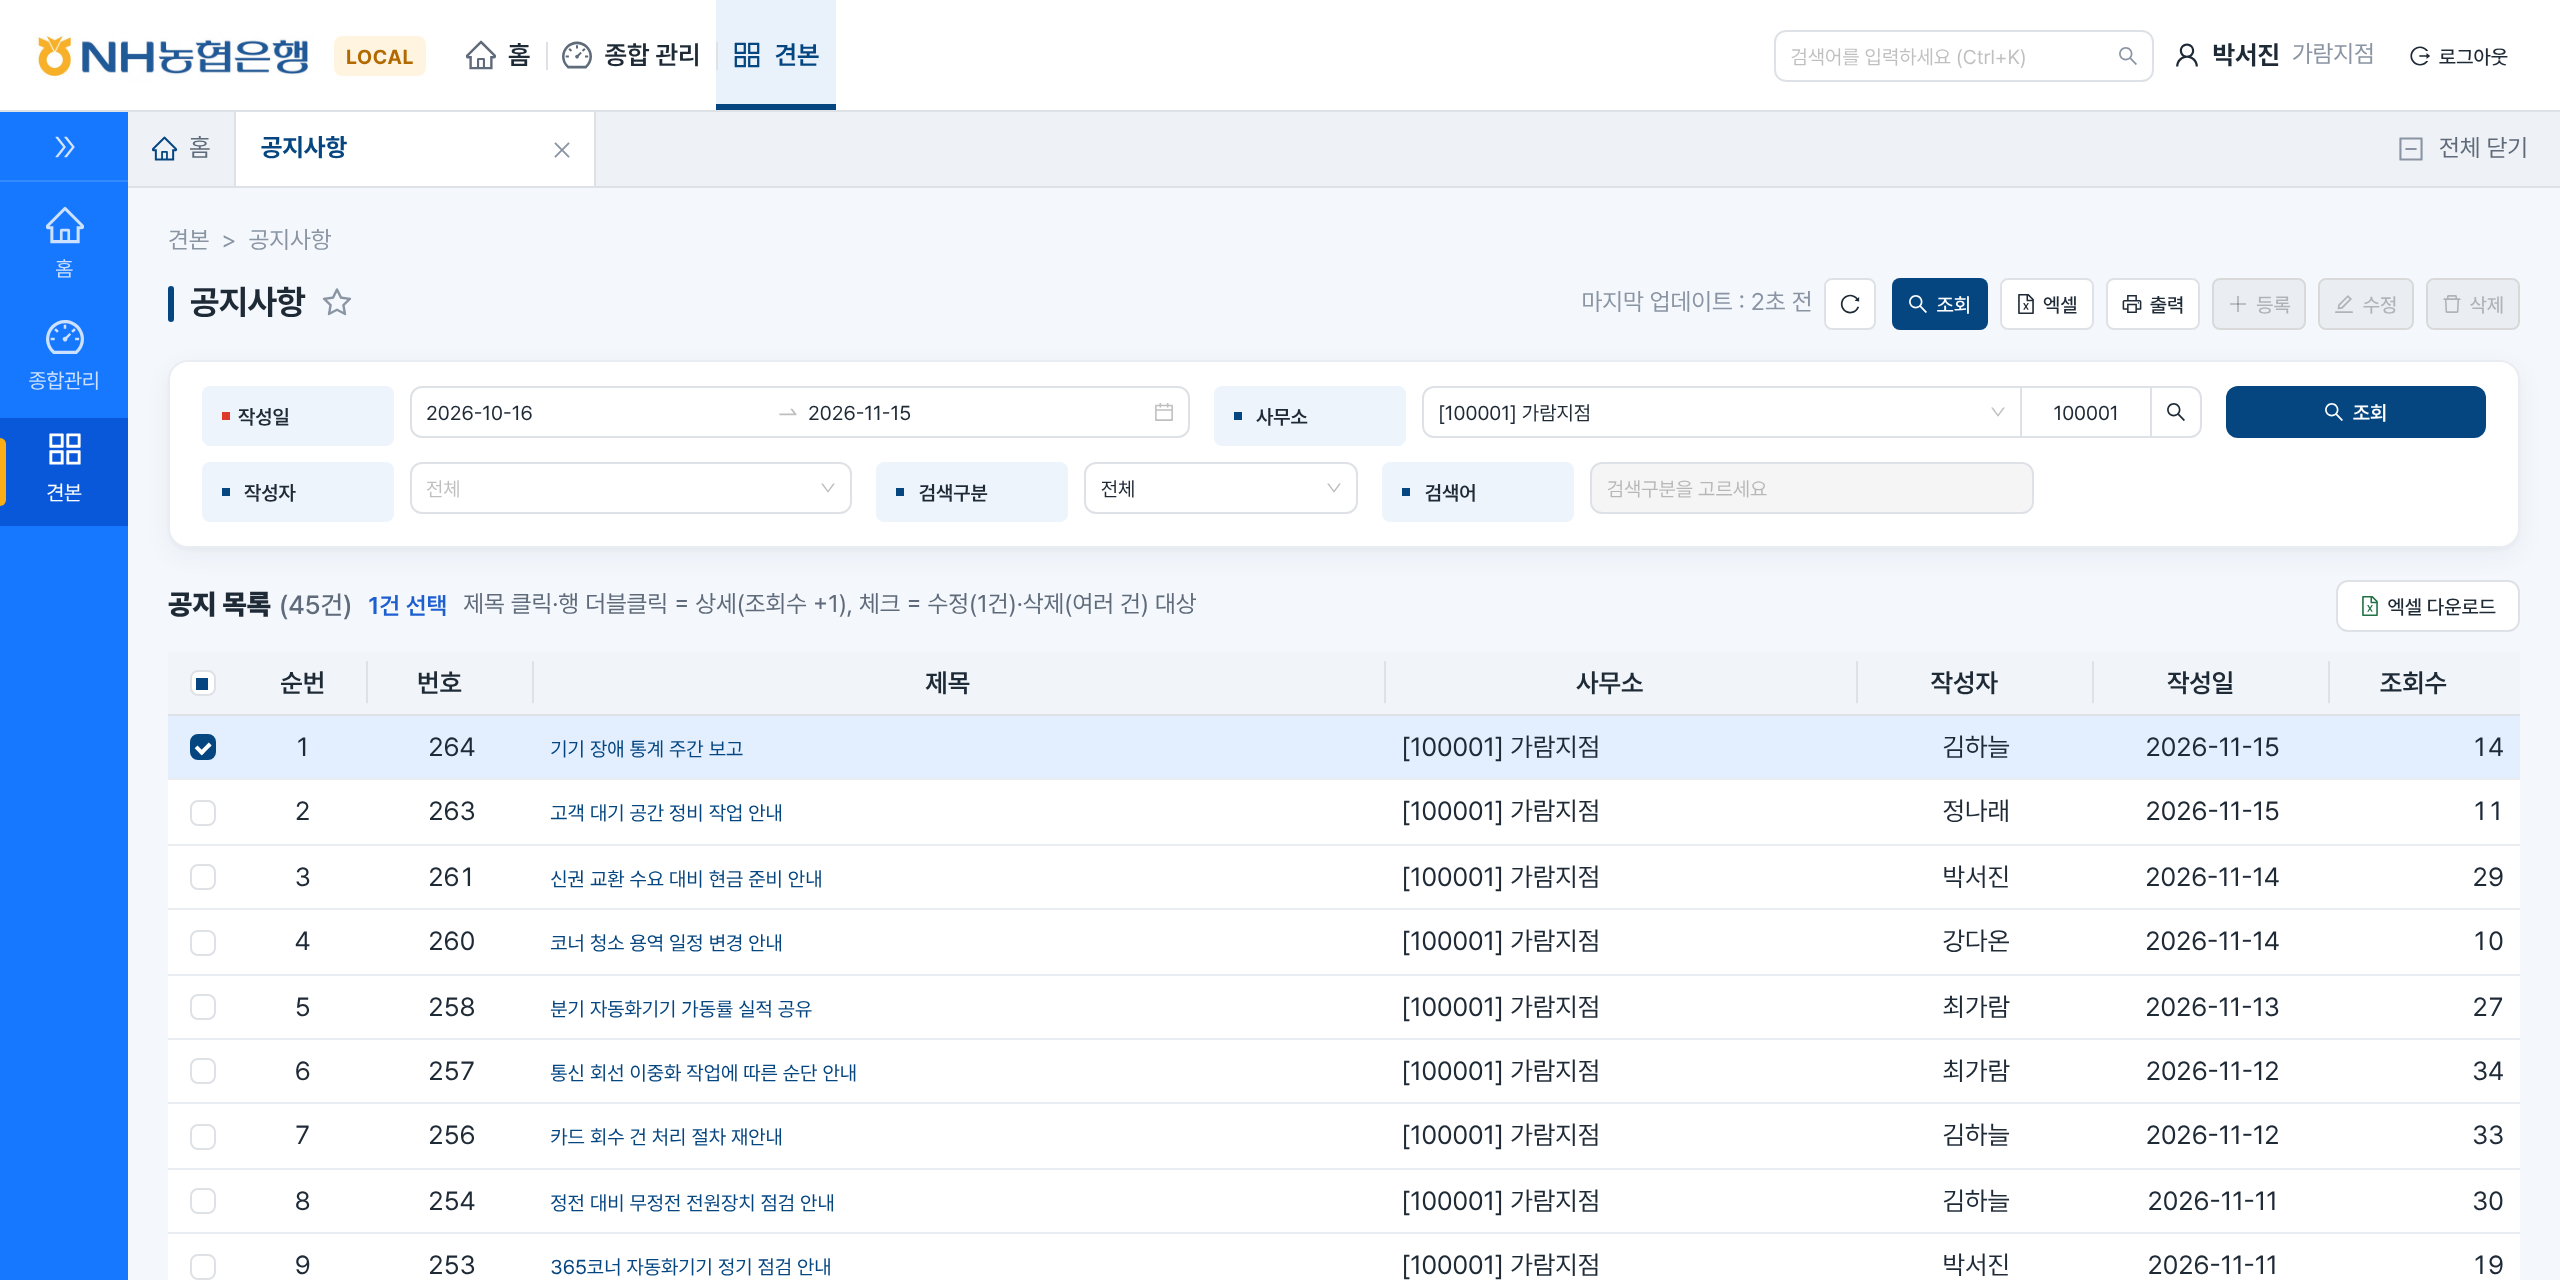 NH농협은행 LOCAL 홈 종합 관리 견본 검색어를 입력하세요 (Ctrl+K) 박서진 가람지점 로그아웃
홈 공지사항 전체 닫기
홈
종합관리
견본
견본 > 공지사항
공지사항 마지막 업데이트 : 2초 전 조회 엑셀 출력 등록 수정 삭제
작성일 2026-10-16 → 2026-11-15 사무소 [100001] 가람지점 100001 조회
작성자 전체 검색구분 전체 검색어 검색구분을 고르세요
공지 목록 (45건) 1건 선택 제목 클릭·행 더블클릭 = 상세(조회수 +1), 체크 = 수정(1건)·삭제(여러 건) 대상 엑셀 다운로드
순번 번호 제목 사무소 작성자 작성일 조회수
1 264 기기 장애 통계 주간 보고 [100001] 가람지점 김하늘 2026-11-15 14
2 263 고객 대기 공간 정비 작업 안내 [100001] 가람지점 정나래 2026-11-15 11
3 261 신권 교환 수요 대비 현금 준비 안내 [100001] 가람지점 박서진 2026-11-14 29
4 260 코너 청소 용역 일정 변경 안내 [100001] 가람지점 강다온 2026-11-14 10
5 258 분기 자동화기기 가동률 실적 공유 [100001] 가람지점 최가람 2026-11-13 27
6 257 통신 회선 이중화 작업에 따른 순단 안내 [100001] 가람지점 최가람 2026-11-12 34
7 256 카드 회수 건 처리 절차 재안내 [100001] 가람지점 김하늘 2026-11-12 33
8 254 정전 대비 무정전 전원장치 점검 안내 [100001] 가람지점 김하늘 2026-11-11 30
9 253 365코너 자동화기기 정기 점검 안내 [100001] 가람지점 박서진 2026-11-11 19